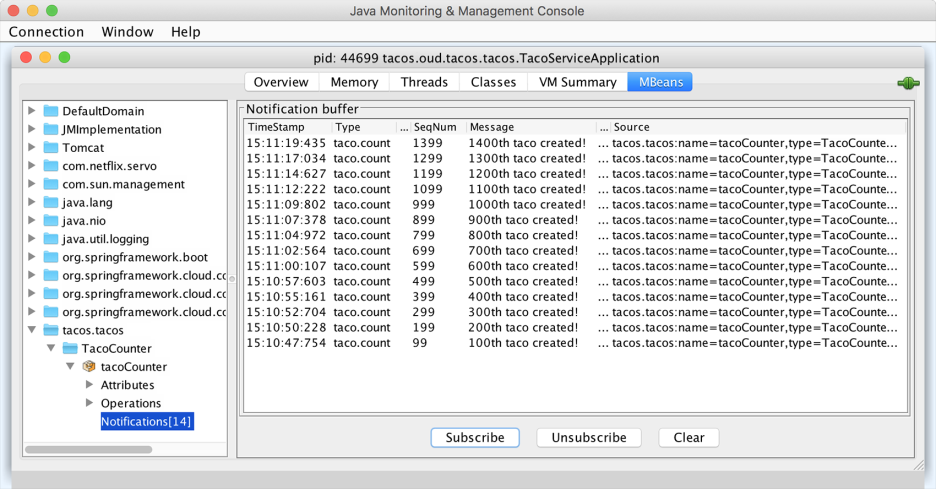 Java Monitoring & Management Console
Connection Window Help
pid: 44699 tacos.oud.tacos.tacos.TacoServiceApplication
Overview Memory Threads Classes VM Summary MBeans
DefaultDomain
JMImplementation
Tomcat
com.netflix.servo
com.sun.management
java.lang
java.nio
java.util.logging
org.springframework.boot
org.springframework.cloud.cc
org.springframework.cloud.cc
org.springframework.cloud.cc
tacos.tacos
TacoCounter
tacoCounter
Attributes
Operations
Notifications[14]
Notification buffer
TimeStamp Type ... SeqNum Message ... Source
15:11:19:435 taco.count 1399 1400th taco created! ... tacos.tacos:name=tacoCounter,type=TacoCounte...
15:11:17:034 taco.count 1299 1300th taco created! ... tacos.tacos:name=tacoCounter,type=TacoCounte...
15:11:14:627 taco.count 1199 1200th taco created! ... tacos.tacos:name=tacoCounter,type=TacoCounte...
15:11:12:222 taco.count 1099 1100th taco created! ... tacos.tacos:name=tacoCounter,type=TacoCounte...
15:11:09:802 taco.count 999 1000th taco created! ... tacos.tacos:name=tacoCounter,type=TacoCounte...
15:11:07:378 taco.count 899 900th taco created! ... tacos.tacos:name=tacoCounter,type=TacoCounte...
15:11:04:972 taco.count 799 800th taco created! ... tacos.tacos:name=tacoCounter,type=TacoCounte...
15:11:02:564 taco.count 699 700th taco created! ... tacos.tacos:name=tacoCounter,type=TacoCounte...
15:11:00:107 taco.count 599 600th taco created! ... tacos.tacos:name=tacoCounter,type=TacoCounte...
15:10:57:603 taco.count 499 500th taco created! ... tacos.tacos:name=tacoCounter,type=TacoCounte...
15:10:55:161 taco.count 399 400th taco created! ... tacos.tacos:name=tacoCounter,type=TacoCounte...
15:10:52:704 taco.count 299 300th taco created! ... tacos.tacos:name=tacoCounter,type=TacoCounte...
15:10:50:228 taco.count 199 200th taco created! ... tacos.tacos:name=tacoCounter,type=TacoCounte...
15:10:47:754 taco.count 99 100th taco created! ... tacos.tacos:name=tacoCounter,type=TacoCounte...
Subscribe Unsubscribe Clear